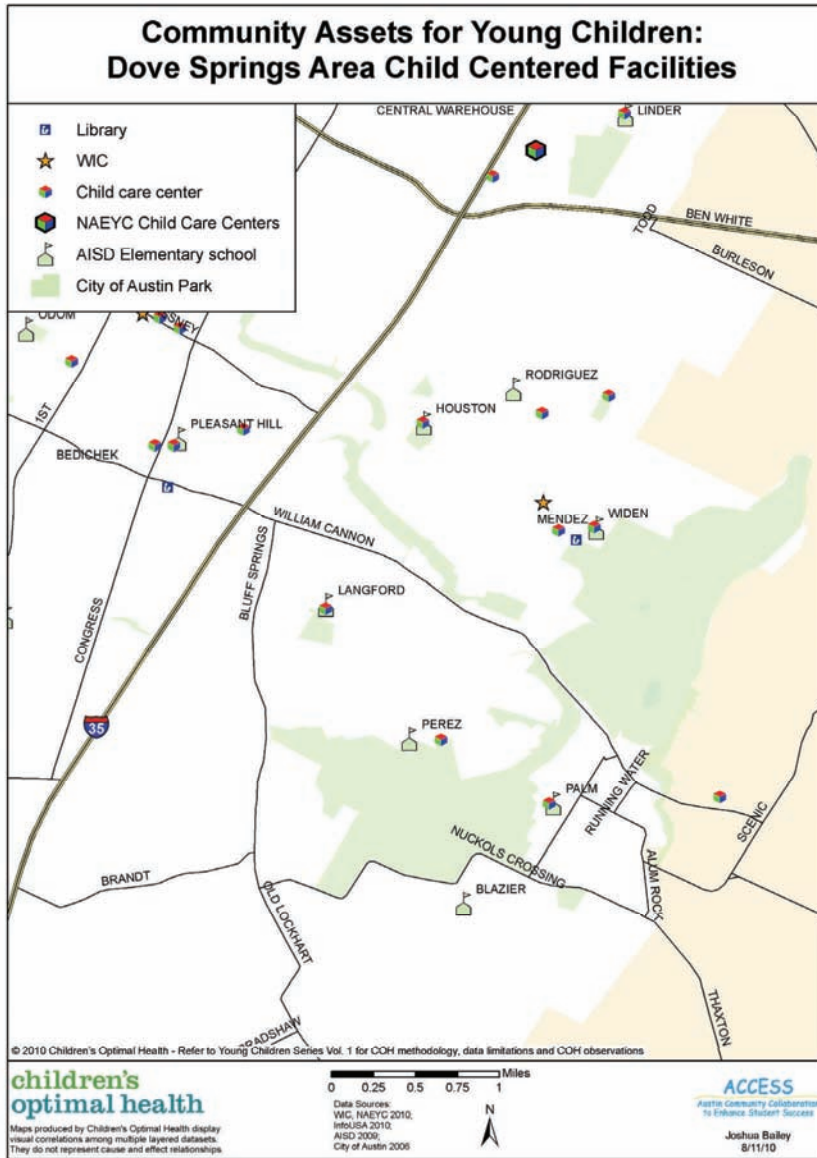 Community Assets for Young Children:
Dove Springs Area Child Centered Facilities
Library
WIC
Child care center
NAEYC Child Care Centers
AISD Elementary school
City of Austin Park
CENTRAL WAREHOUSE
LINDER
TODD
BEN WHITE
BURLESON
ODOM
1ST
RODRIGUEZ
HOUSTON
PLEASANT HILL
BEDICHEK
WILLIAM CANNON
MENDEZ
WIDEN
BLUFF SPRINGS
LANGFORD
CONGRESS
35
PEREZ
PALM
RUNNING WATER
SCENIC
NUCKOLS CROSSING
ALUM ROCK
BRANDT
OLD LOCKHART
BLAZIER
THAXTON
© 2010 Children's Optimal Health - Refer to Young Children Series Vol. 1 for COH methodology, data limitations and COH observations
children's
optimal health
Maps produced by Children's Optimal Health display
visual correlations among multiple layered datasets.
They do not represent cause and effect relationships
Miles
0 0.25 0.5 0.75 1
Data Sources:
WIC, NAEYC 2010;
InfoUSA 2010;
AISD 2009;
City of Austin 2006
N
ACCESS
Austin Community Collaboration
to Enhance Student Success
Joshua Bailey
8/11/10